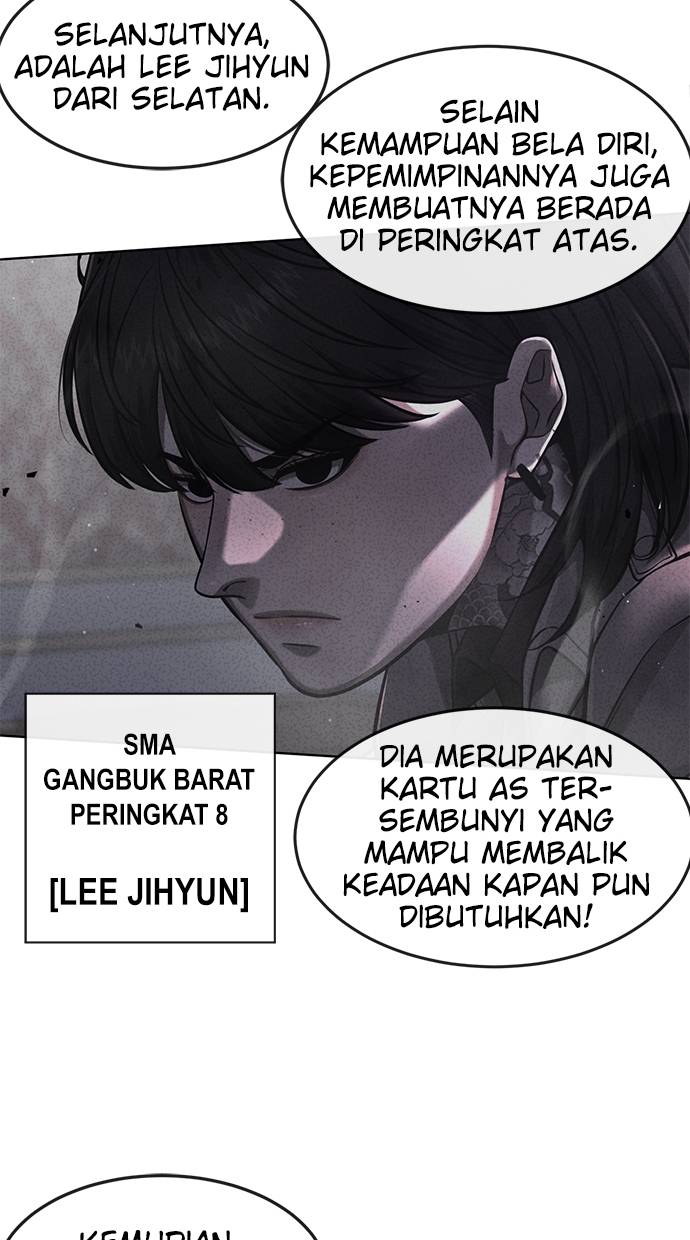 SELANJUTNYA,
ADALAH LEE JIHYUN
DARI SELATAN.
SELAIN
KEMAMPUAN BELA DIRI,
KEPEMIMPINANNYA JUGA
MEMBUATNYA BERADA
DI PERINGKAT ATAS.
SMA
GANGBUK BARAT
PERINGKAT 8
[LEE JIHYUN]
DIA MERUPAKAN
KARTU AS TER-
SEMBUNYI YANG
MAMPU MEMBALIK
KEADAAN KAPAN PUN
DIBUTUHKAN!
KEMUDIAN